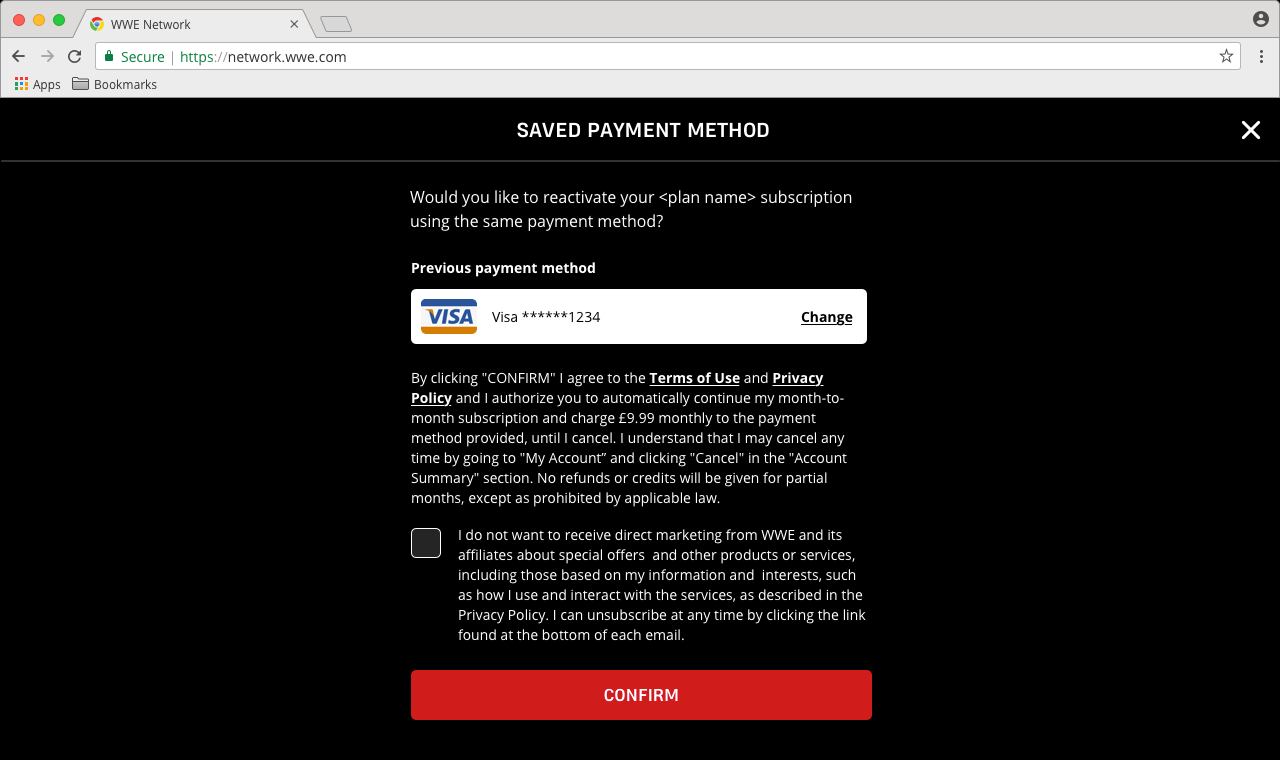 WWE Network
Secure | https://network.wwe.com
Apps Bookmarks
SAVED PAYMENT METHOD
Would you like to reactivate your <plan name> subscription
using the same payment method?
Previous payment method
VISA Visa ******1234 Change
By clicking "CONFIRM" I agree to the Terms of Use and Privacy
Policy and I authorize you to automatically continue my month-to-
month subscription and charge £9.99 monthly to the payment
method provided, until I cancel. I understand that I may cancel any
time by going to "My Account” and clicking "Cancel" in the "Account
Summary" section. No refunds or credits will be given for partial
months, except as prohibited by applicable law.
I do not want to receive direct marketing from WWE and its
affiliates about special offers  and other products or services,
including those based on my information and  interests, such
as how I use and interact with the services, as described in the
Privacy Policy. I can unsubscribe at any time by clicking the link
found at the bottom of each email.
CONFIRM